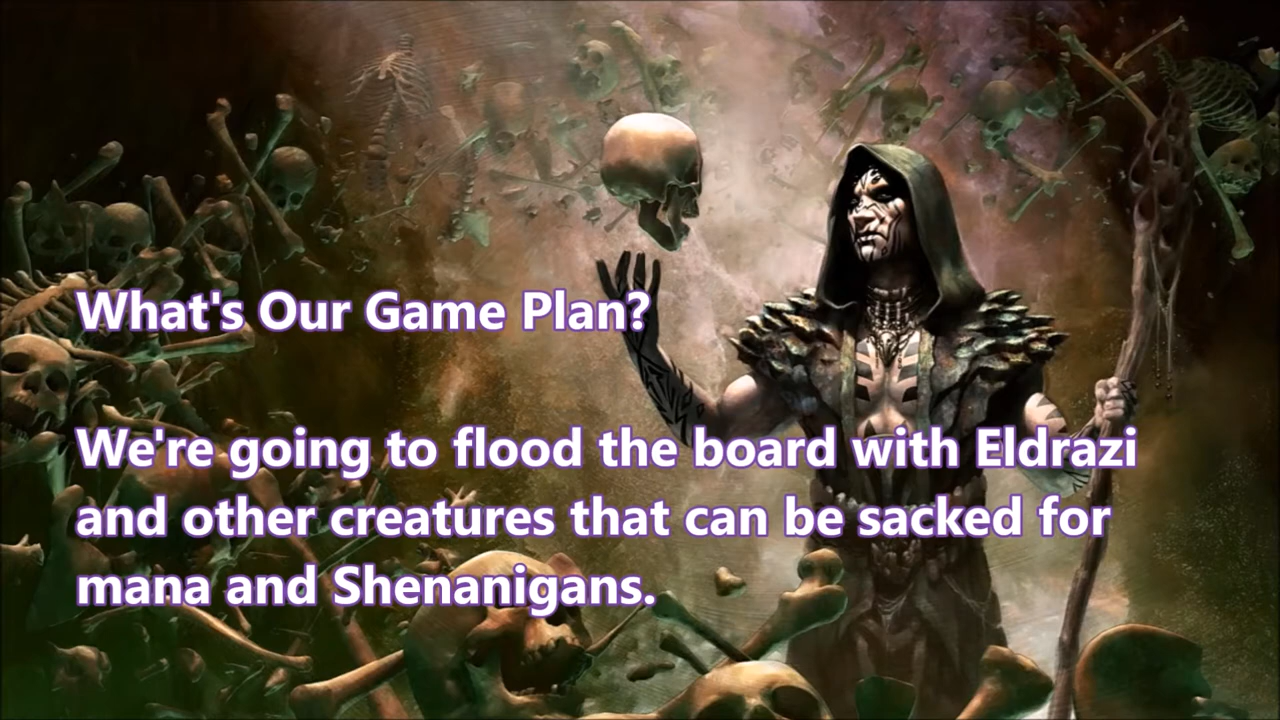 What's Our Game Plan?
We're going to flood the board with Eldrazi
and other creatures that can be sacked for
mana and Shenanigans.